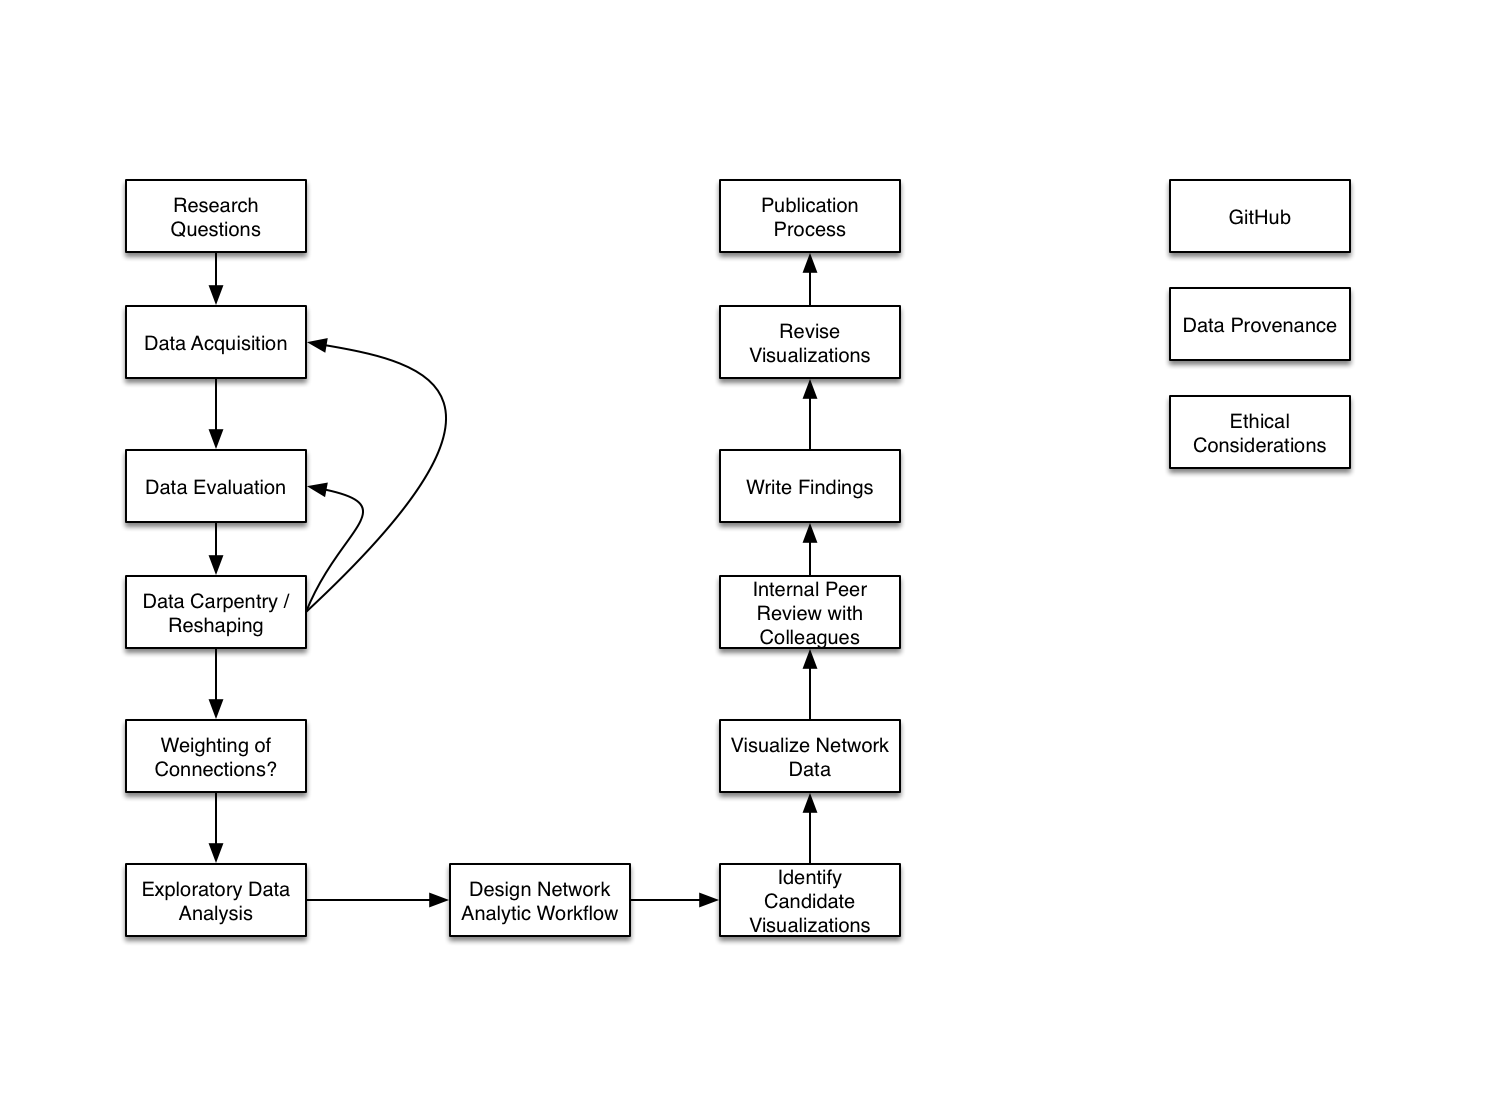 Research
Questions
Data Acquisition
Data Evaluation
Data Carpentry /
Reshaping
Weighting of
Connections?
Exploratory Data
Analysis
Design Network
Analytic Workflow
Identify
Candidate
Visualizations
Visualize Network
Data
Internal Peer
Review with
Colleagues
Write Findings
Revise
Visualizations
Publication
Process
GitHub
Data Provenance
Ethical
Considerations